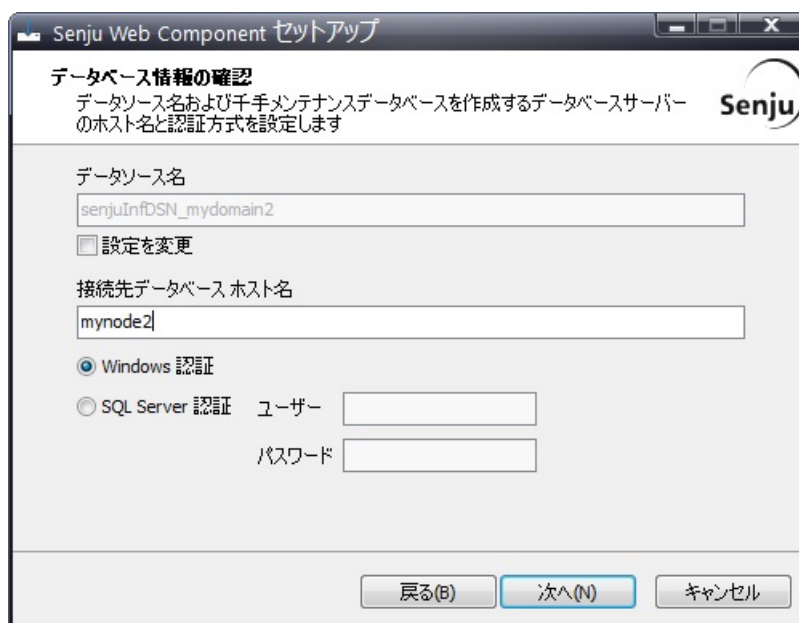 Senju Web Component セットアップ
データベース情報の確認
データソース名および千手メンテナンスデータベースを作成するデータベースサーバー
のホスト名と認証方式を設定します
Senju
データソース名
senjuInfDSN_mydomain2
設定を変更
接続先データベース ホスト名
mynode2
Windows 認証
SQL Server 認証 ユーザー
パスワード
戻る(B) 次へ(N) キャンセル